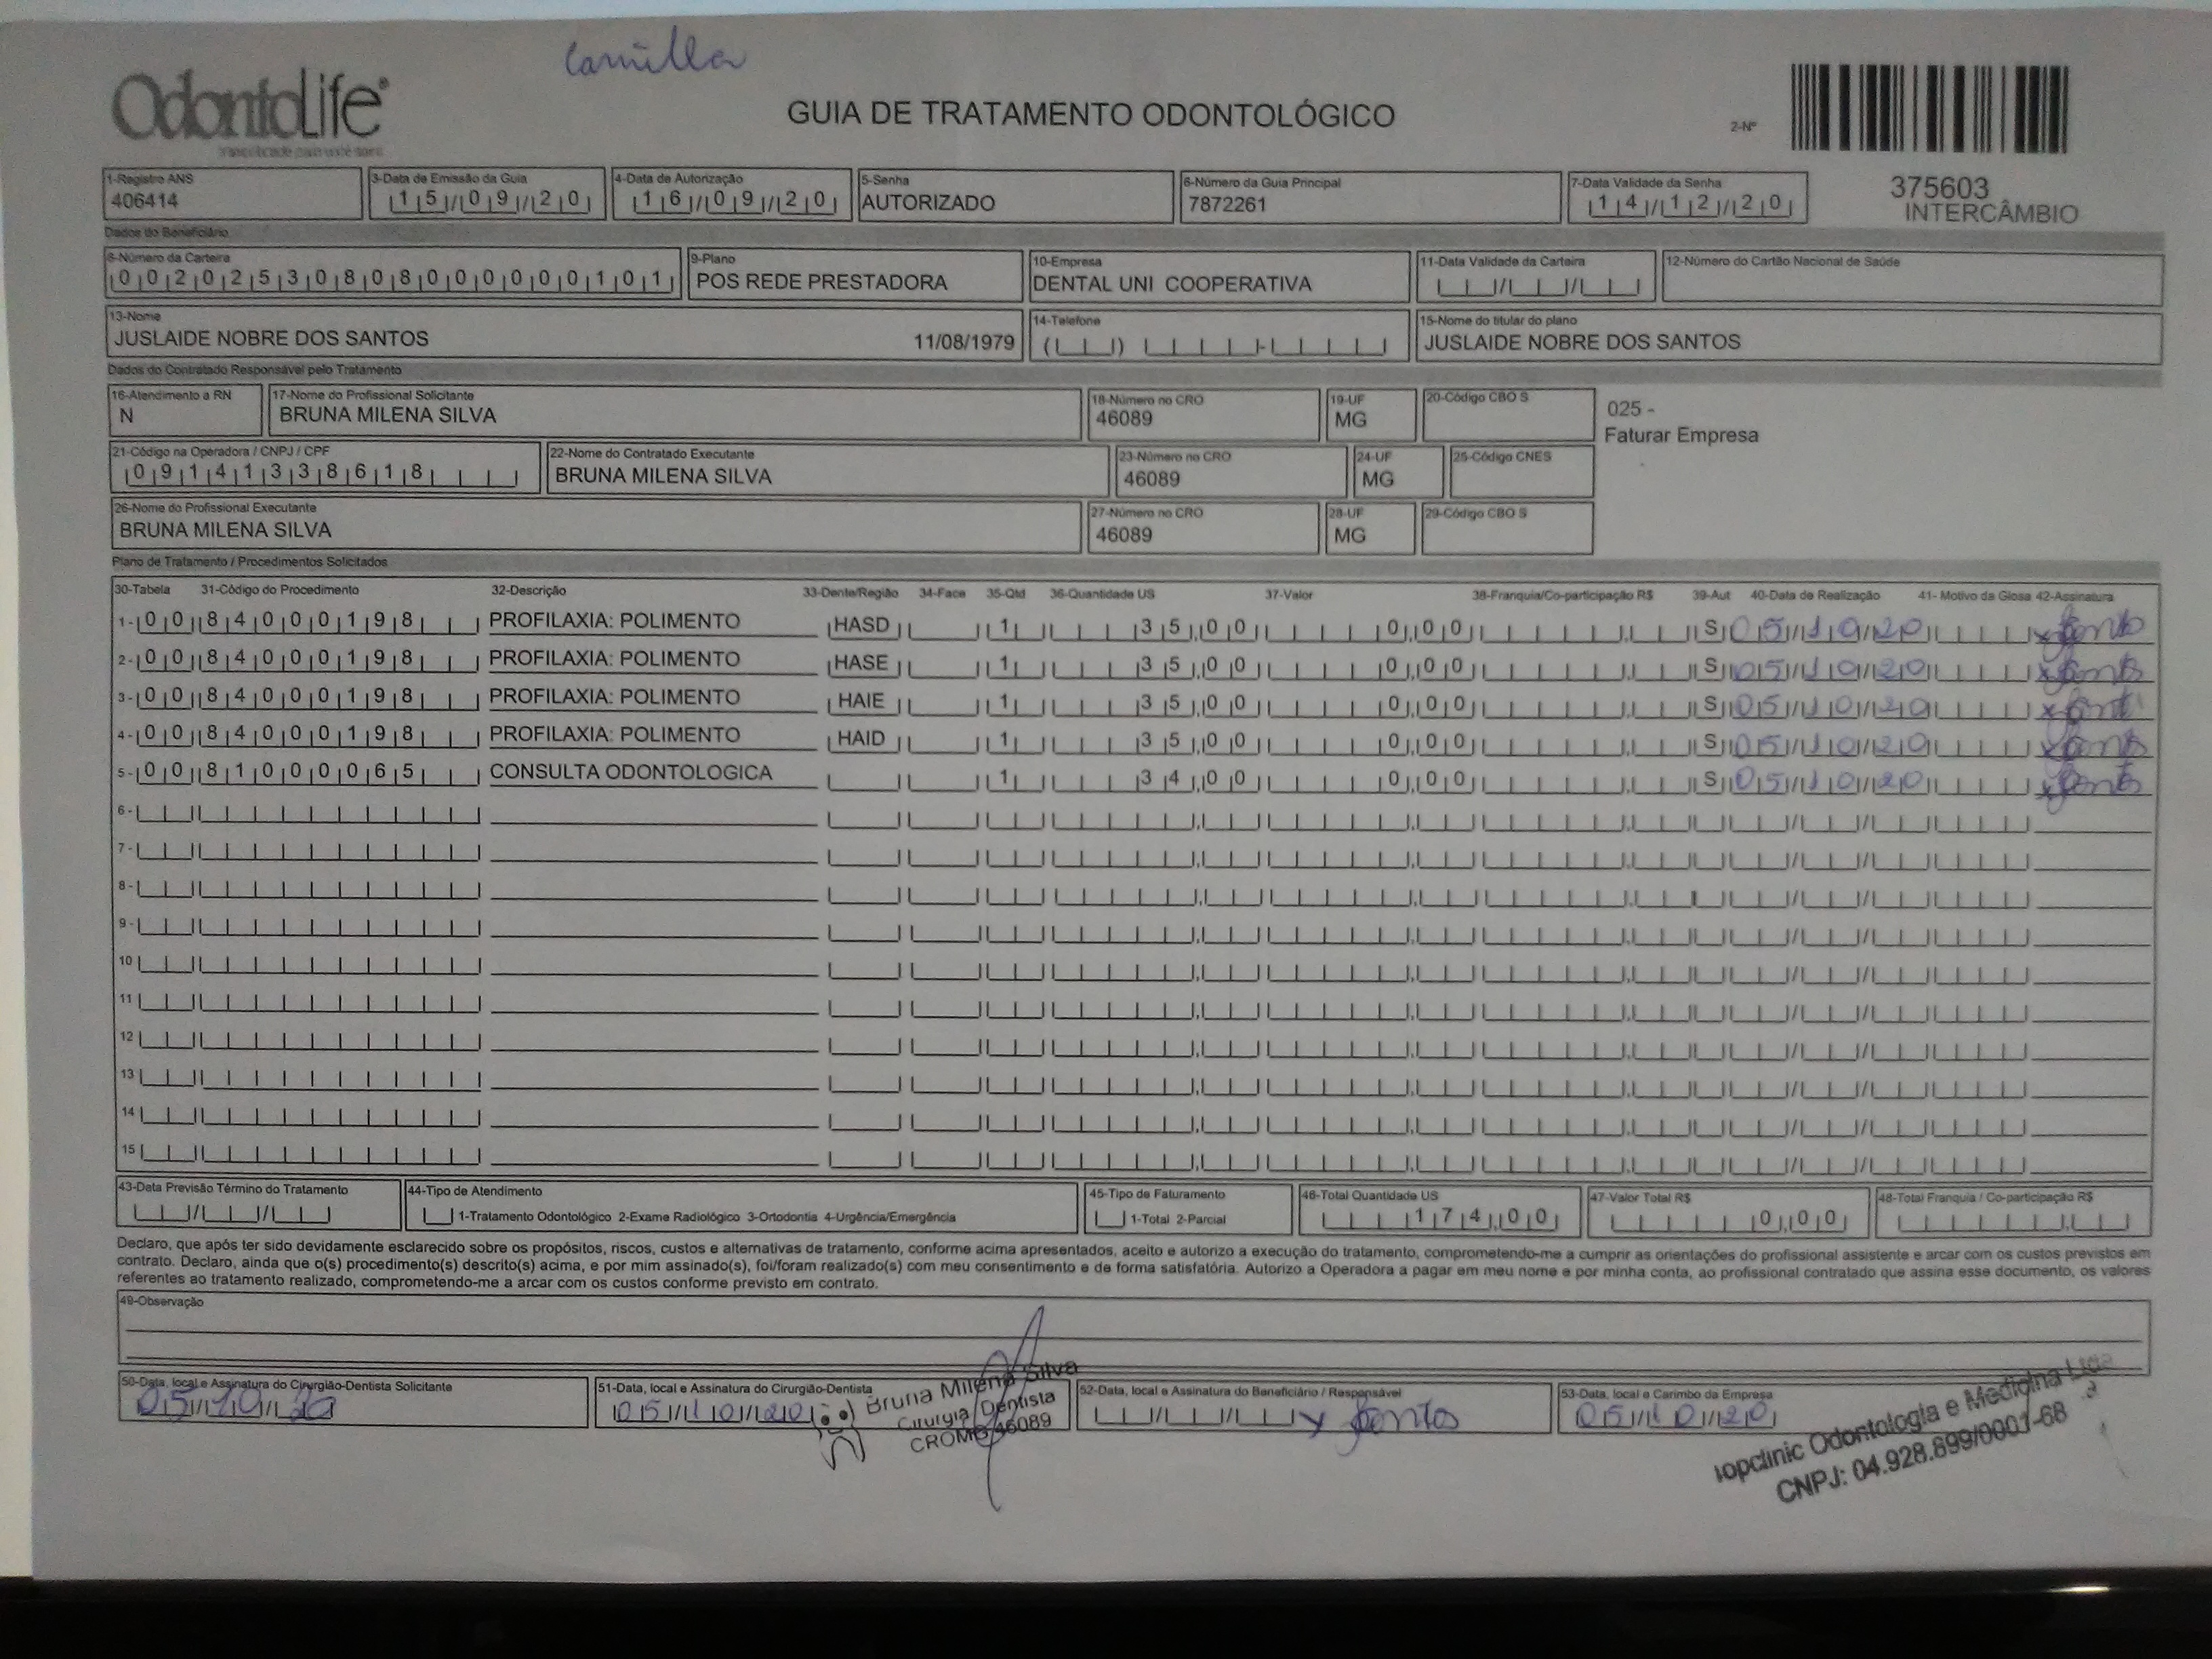 Camilla
OdontoLife®
GUIA DE TRATAMENTO ODONTOLÓGICO
2-Nº
1-Registro ANS 3-Data de Emissão da Guia 4-Data de Autorização 5-Senha 6-Número da Guia Principal 7-Data Validade da Senha
406414 15/09/20 16/09/20 AUTORIZADO 7872261 14/12/20
375603
INTERCÂMBIO
Dados do Beneficiário
8-Número da Carteira 9-Plano 10-Empresa 11-Data Validade da Carteira 12-Número do Cartão Nacional de Saúde
00202530808000000101 POS REDE PRESTADORA DENTAL UNI COOPERATIVA
13-Nome 14-Telefone 15-Nome do titular do plano
JUSLAIDE NOBRE DOS SANTOS 11/08/1979 JUSLAIDE NOBRE DOS SANTOS
Dados do Contratado Responsável pelo Tratamento
16-Atendimento a RN 17-Nome do Profissional Solicitante 18-Número no CRO 19-UF 20-Código CBO S
N BRUNA MILENA SILVA 46089 MG
025 -
Faturar Empresa
21-Código na Operadora / CNPJ / CPF 22-Nome do Contratado Executante 23-Número no CRO 24-UF 25-Código CNES
09141338618 BRUNA MILENA SILVA 46089 MG
26-Nome do Profissional Executante 27-Número no CRO 28-UF 29-Código CBO S
BRUNA MILENA SILVA 46089 MG
Plano de Tratamento / Procedimentos Solicitados
30-Tabela 31-Código do Procedimento 32-Descrição 33-Dente/Região 34-Face 35-Qtd 36-Quantidade US 37-Valor 38-Franquia/Co-participação R$ 39-Aut 40-Data de Realização 41- Motivo da Glosa 42-Assinatura
1- 00 84000198 PROFILAXIA: POLIMENTO HASD 1 35,00 0,00 S 05/10/20 x
2- 00 84000198 PROFILAXIA: POLIMENTO HASE 1 35,00 0,00 S 05/10/20 x
3- 00 84000198 PROFILAXIA: POLIMENTO HAIE 1 35,00 0,00 S 05/10/20 x
4- 00 84000198 PROFILAXIA: POLIMENTO HAID 1 35,00 0,00 S 05/10/20 x
5- 00 81000065 CONSULTA ODONTOLOGICA 1 34,00 0,00 S 05/10/20 x
6-
7-
8-
9-
10
11
12
13
14
15
43-Data Previsão Término do Tratamento 44-Tipo de Atendimento 45-Tipo de Faturamento 46-Total Quantidade US 47-Valor Total R$ 48-Total Franquia / Co-participação R$
1-Tratamento Odontológico 2-Exame Radiológico 3-Ortodontia 4-Urgência/Emergência 1-Total 2-Parcial 174,00 0,00
Declaro, que após ter sido devidamente esclarecido sobre os propósitos, riscos, custos e alternativas de tratamento, conforme acima apresentados, aceito e autorizo a execução do tratamento, comprometendo-me a cumprir as orientações do profissional assistente e arcar com os custos previstos em
contrato. Declaro, ainda que o(s) procedimento(s) descrito(s) acima, e por mim assinado(s), foi/foram realizado(s) com meu consentimento e de forma satisfatória. Autorizo a Operadora a pagar em meu nome e por minha conta, ao profissional contratado que assina esse documento, os valores
referentes ao tratamento realizado, comprometendo-me a arcar com os custos conforme previsto em contrato.
49-Observação
50-Data, local e Assinatura do Cirurgião-Dentista Solicitante 51-Data, local e Assinatura do Cirurgião-Dentista 52-Data, local e Assinatura do Beneficiário / Responsável 53-Data, local e Carimbo da Empresa
05/10/20 05/10/20 05/10/20
Bruna Milena Silva
Cirurgiã Dentista
CROMG 46089
Topclinic Odontologia e Medicina Ltda
CNPJ: 04.928.899/0001-68